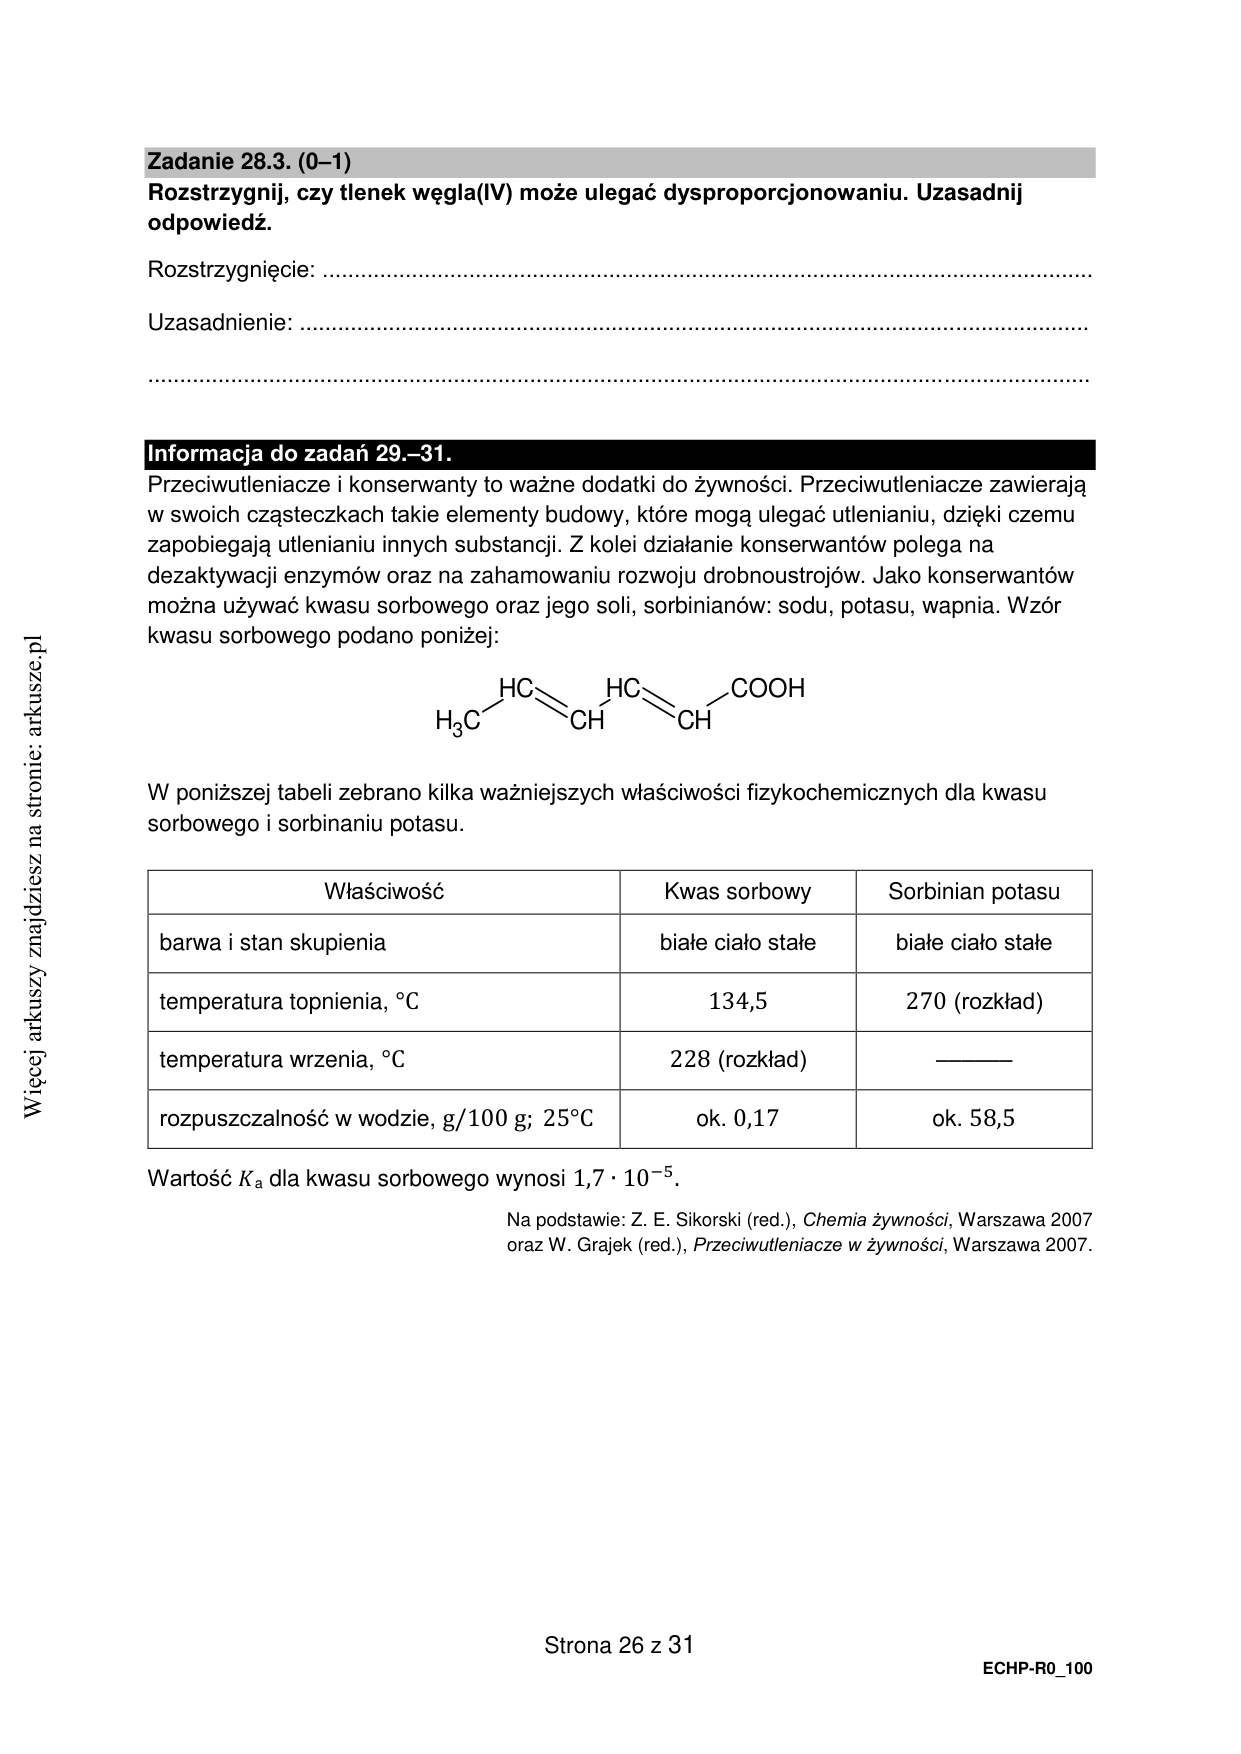 Zadanie 28.3. (0–1)
Rozstrzygnij, czy tlenek węgla(IV) może ulegać dysproporcjonowaniu. Uzasadnij
odpowiedź.
Rozstrzygnięcie: ..........................................................................................................................
Uzasadnienie: .............................................................................................................................
.....................................................................................................................................................
Informacja do zadań 29.–31.
Przeciwutleniacze i konserwanty to ważne dodatki do żywności. Przeciwutleniacze zawierają
w swoich cząsteczkach takie elementy budowy, które mogą ulegać utlenianiu, dzięki czemu
zapobiegają utlenianiu innych substancji. Z kolei działanie konserwantów polega na
dezaktywacji enzymów oraz na zahamowaniu rozwoju drobnoustrojów. Jako konserwantów
można używać kwasu sorbowego oraz jego soli, sorbinianów: sodu, potasu, wapnia. Wzór
kwasu sorbowego podano poniżej:
HC HC COOH
H₃C CH CH
W poniższej tabeli zebrano kilka ważniejszych właściwości fizykochemicznych dla kwasu
sorbowego i sorbinaniu potasu.
Właściwość Kwas sorbowy Sorbinian potasu
barwa i stan skupienia białe ciało stałe białe ciało stałe
temperatura topnienia, °C 134,5 270 (rozkład)
temperatura wrzenia, °C 228 (rozkład) ———
rozpuszczalność w wodzie, g/100 g; 25°C ok. 0,17 ok. 58,5
Wartość Kₐ dla kwasu sorbowego wynosi 1,7 · 10⁻⁵.
Na podstawie: Z. E. Sikorski (red.), Chemia żywności, Warszawa 2007
oraz W. Grajek (red.), Przeciwutleniacze w żywności, Warszawa 2007.
Strona 26 z 31
ECHP-R0_100
Więcej arkuszy znajdziesz na stronie: arkusze.pl